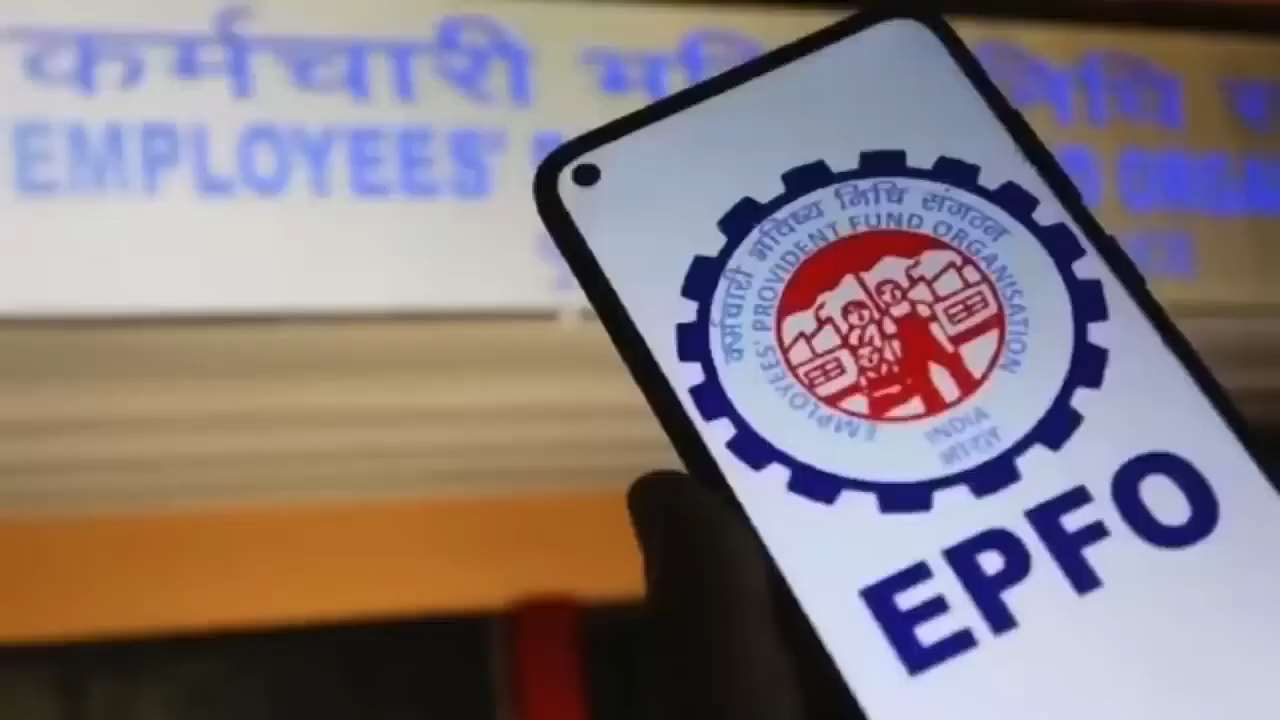 कर्मचारी
EMPLOYEES'
कर्मचारी भविष्य निधि संगठन
EMPLOYEES' PROVIDENT FUND ORGANISATION
INDIA
भारत
EPFO